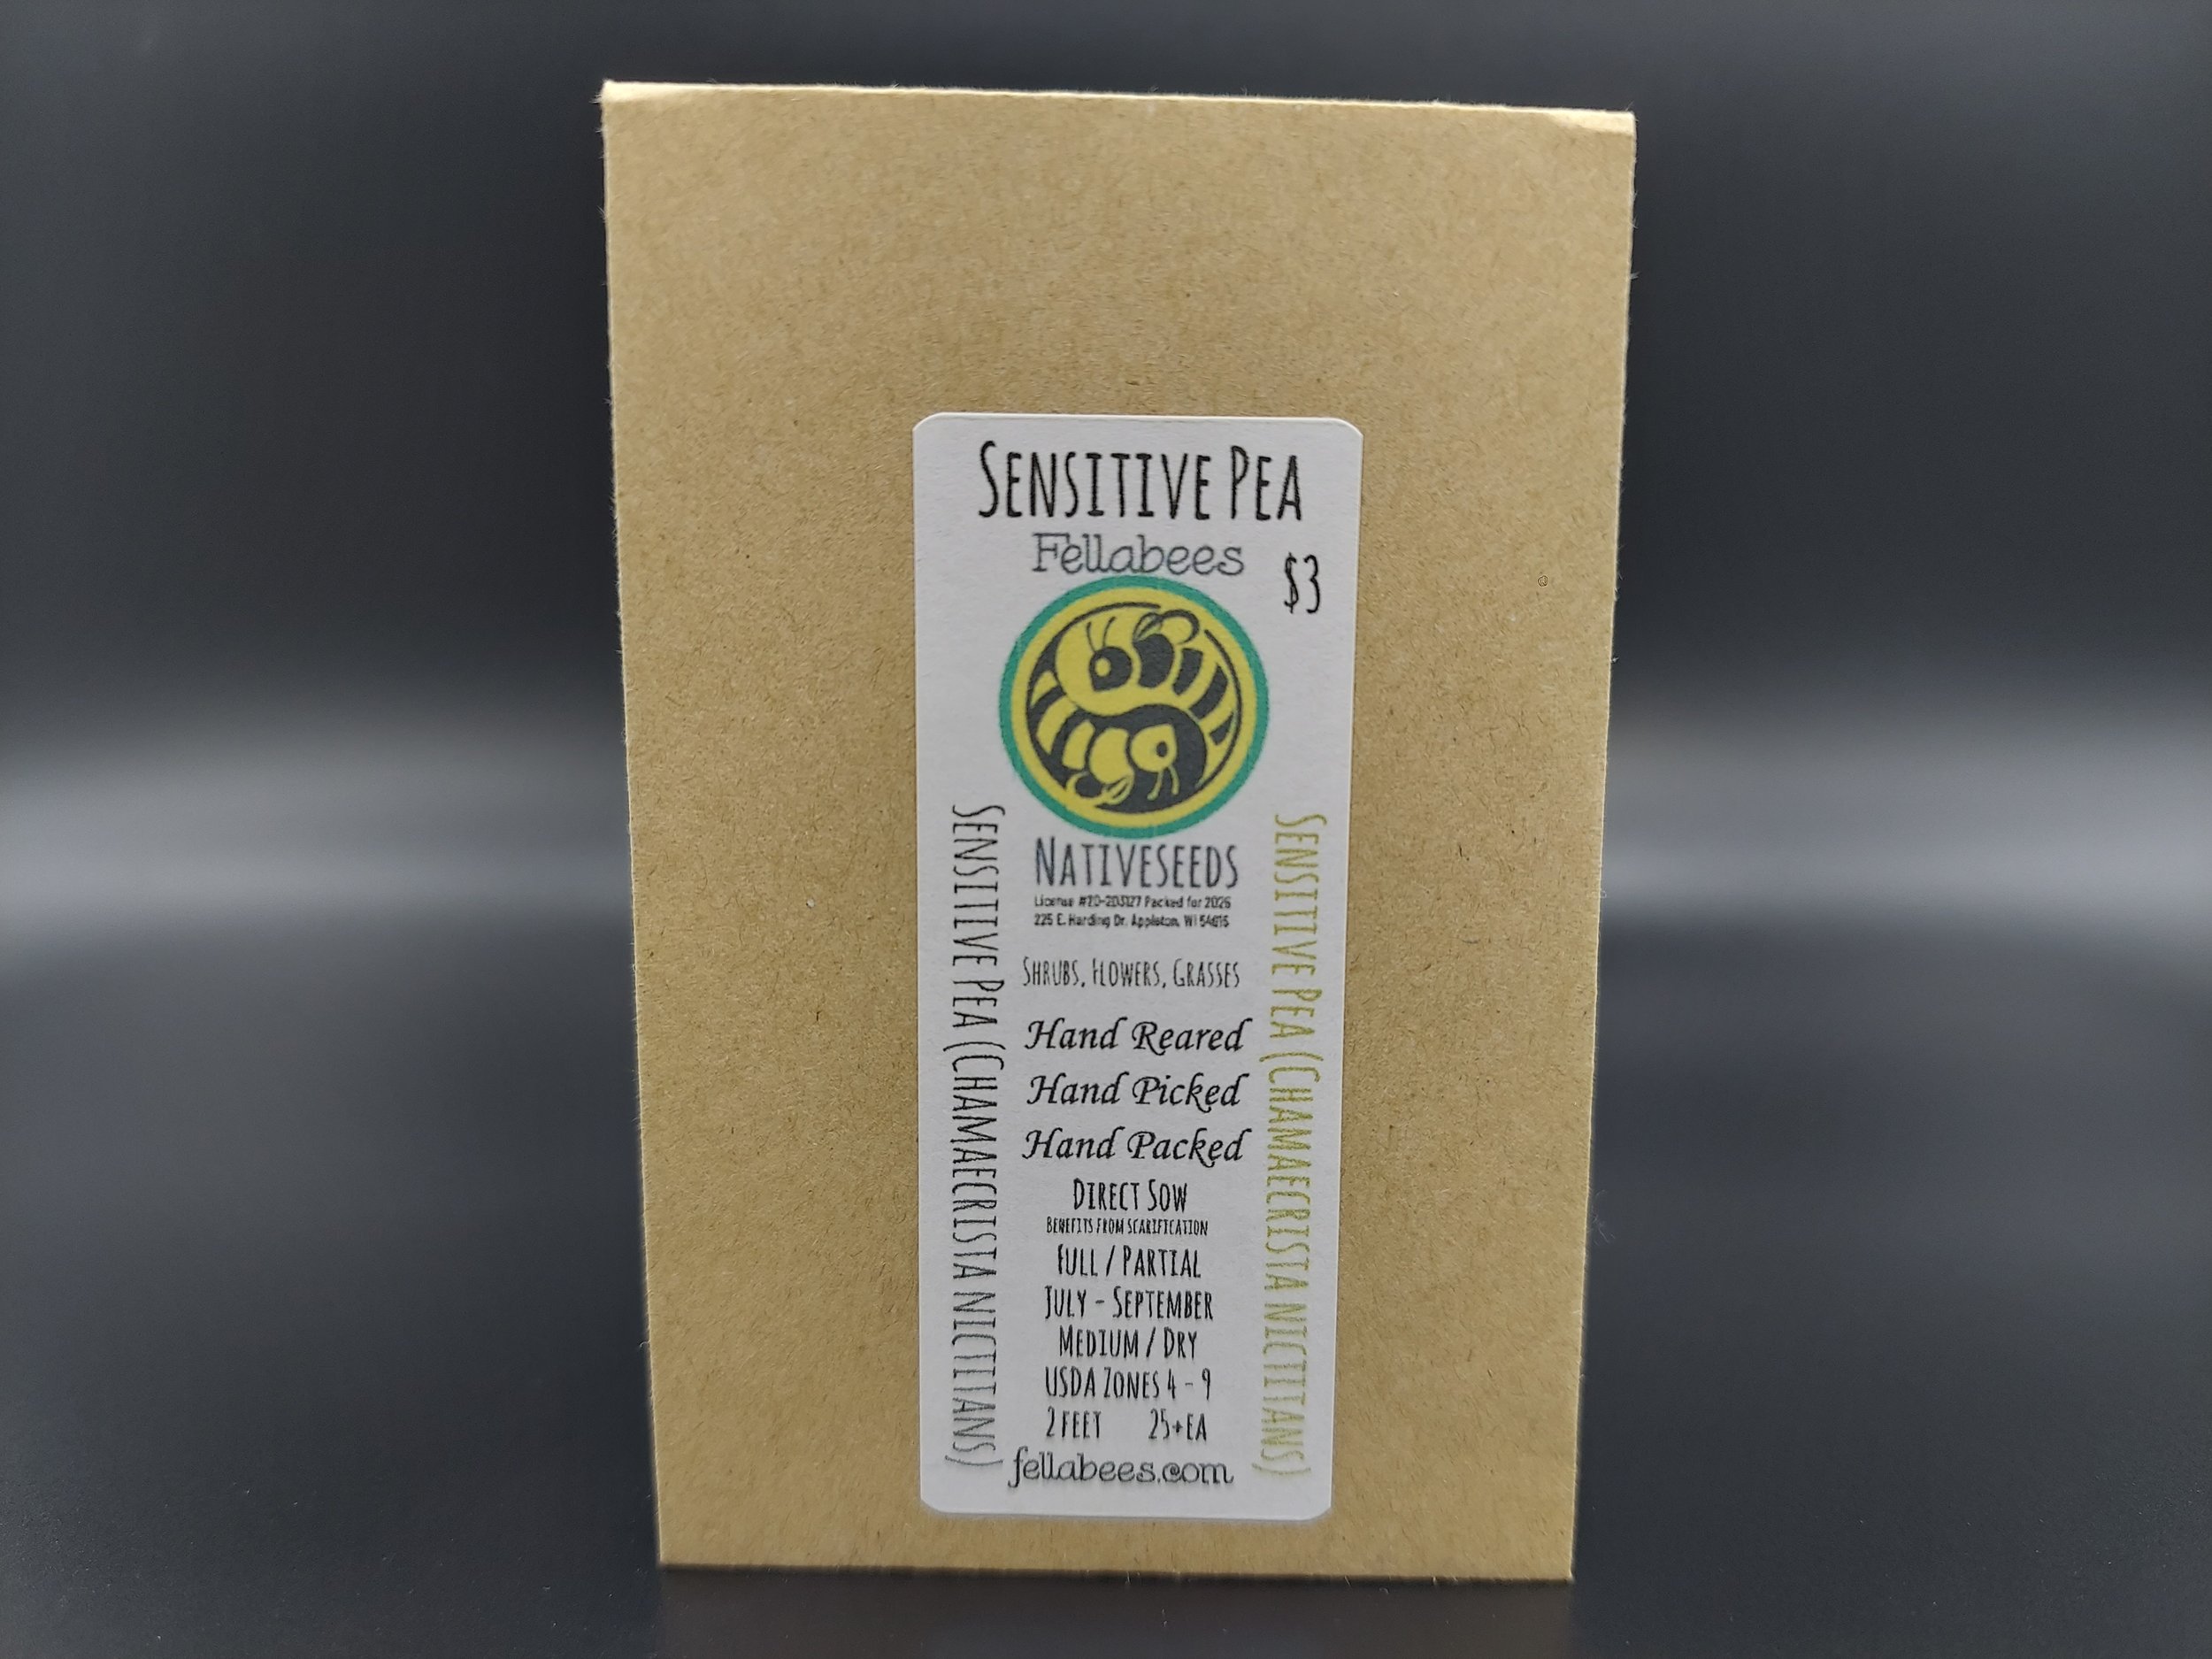 SENSITIVE PEA
Fellabees
$3
NATIVESEEDS
License #20-203127 Packed for 2026
225 E. Harding Dr. Appleton, WI 54915
SHRUBS, FLOWERS, GRASSES
Hand Reared
Hand Picked
Hand Packed
DIRECT SOW
BENEFITS FROM SCARIFICATION
FULL / PARTIAL
JULY - SEPTEMBER
MEDIUM / DRY
USDA ZONES 4 - 9
2 FEET 25+EA
fellabees.com
SENSITIVE PEA (CHAMAECRISTA NICTITANS)
SENSITIVE PEA (CHAMAECRISTA NICTITANS)